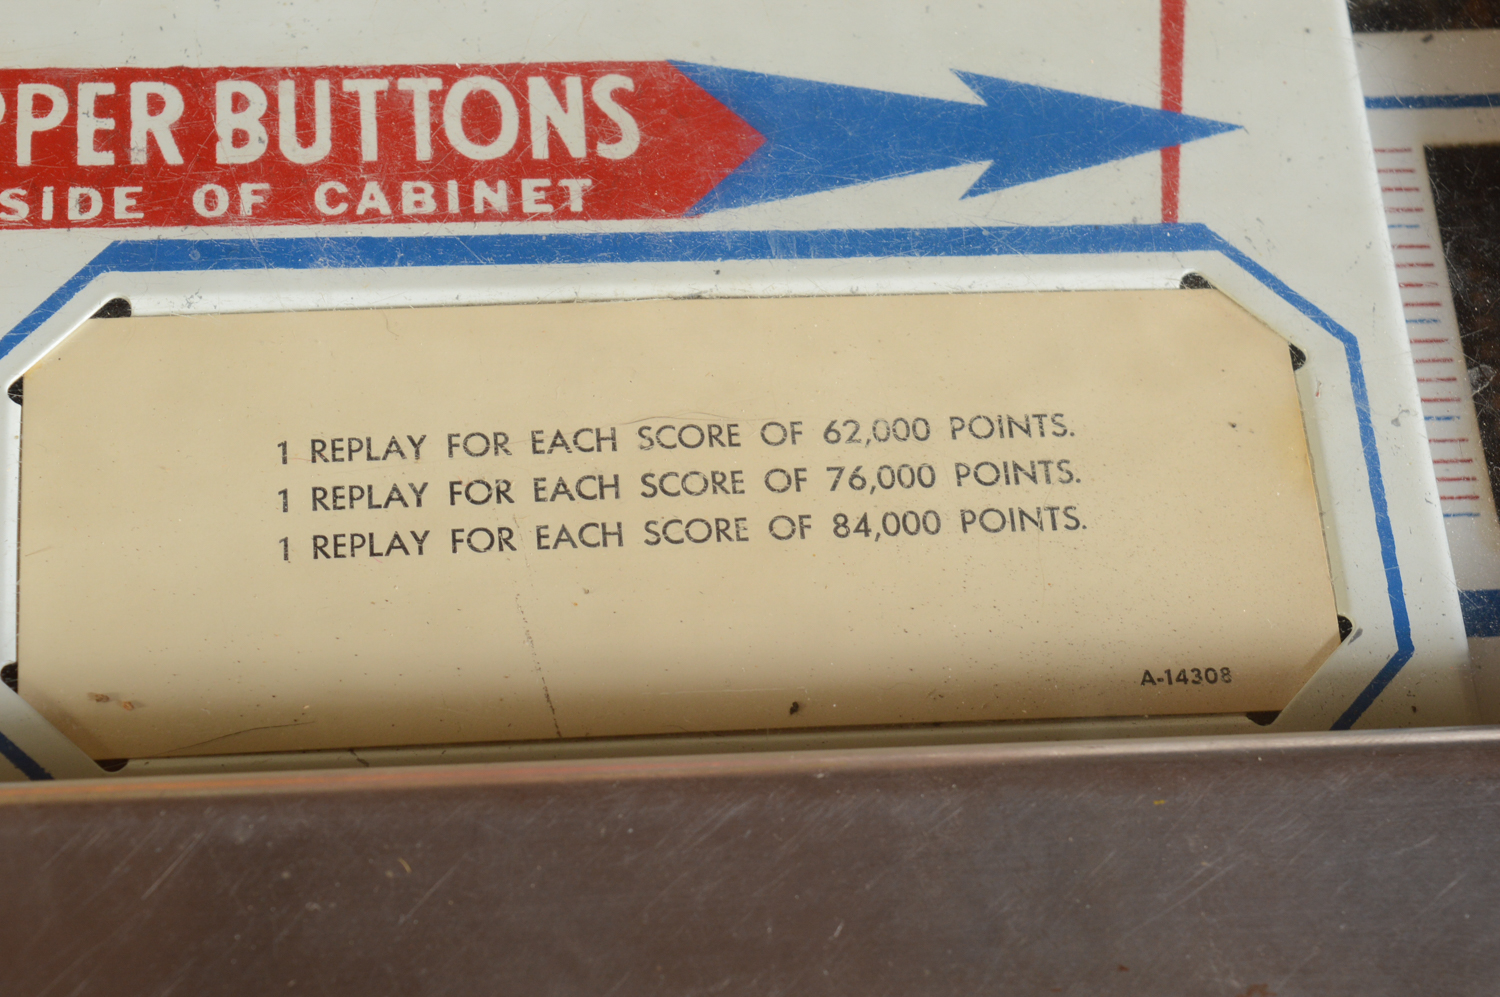 PPER BUTTONS
SIDE OF CABINET
1 REPLAY FOR EACH SCORE OF 62,000 POINTS.
1 REPLAY FOR EACH SCORE OF 76,000 POINTS.
1 REPLAY FOR EACH SCORE OF 84,000 POINTS.
A-14308